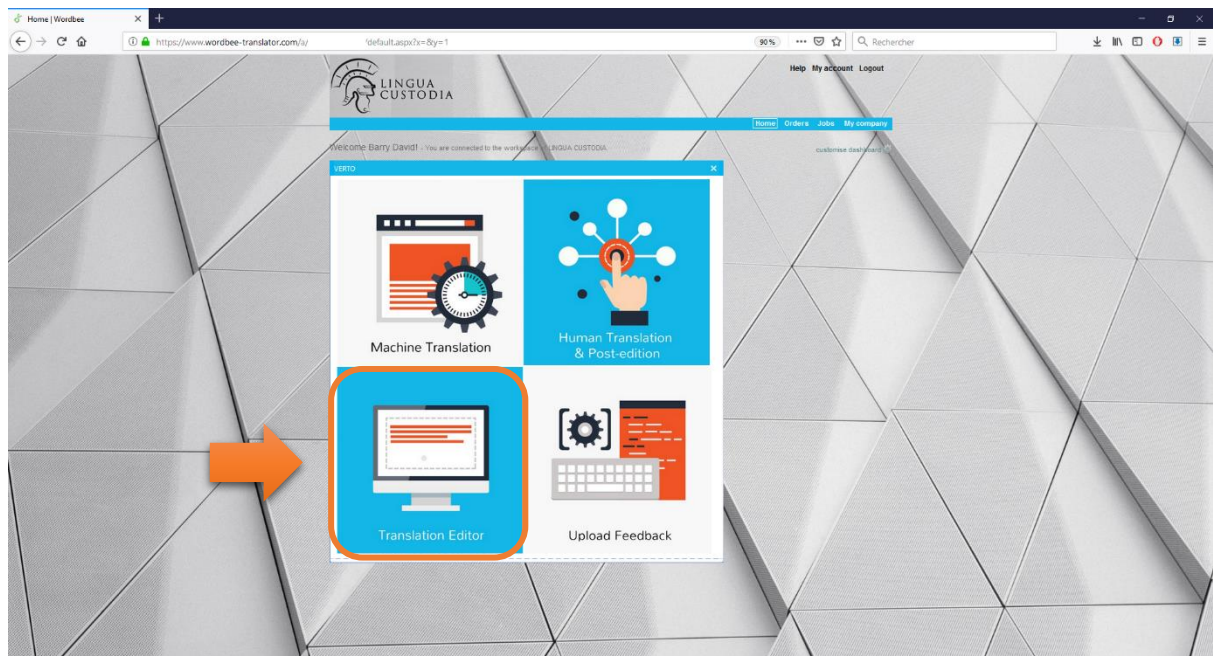 Home | Wordbee
https://www.wordbee-translator.com/a/ default.aspx?x=&y=1
90 %
Rechercher
LINGUA
CUSTODIA
Help My account Logout
Home Orders Jobs My company
Welcome Barry David! - You are connected to the workspace of LINGUA CUSTODIA
customise dashboard
VERTO
Machine Translation
Human Translation
& Post-edition
Translation Editor
Upload Feedback